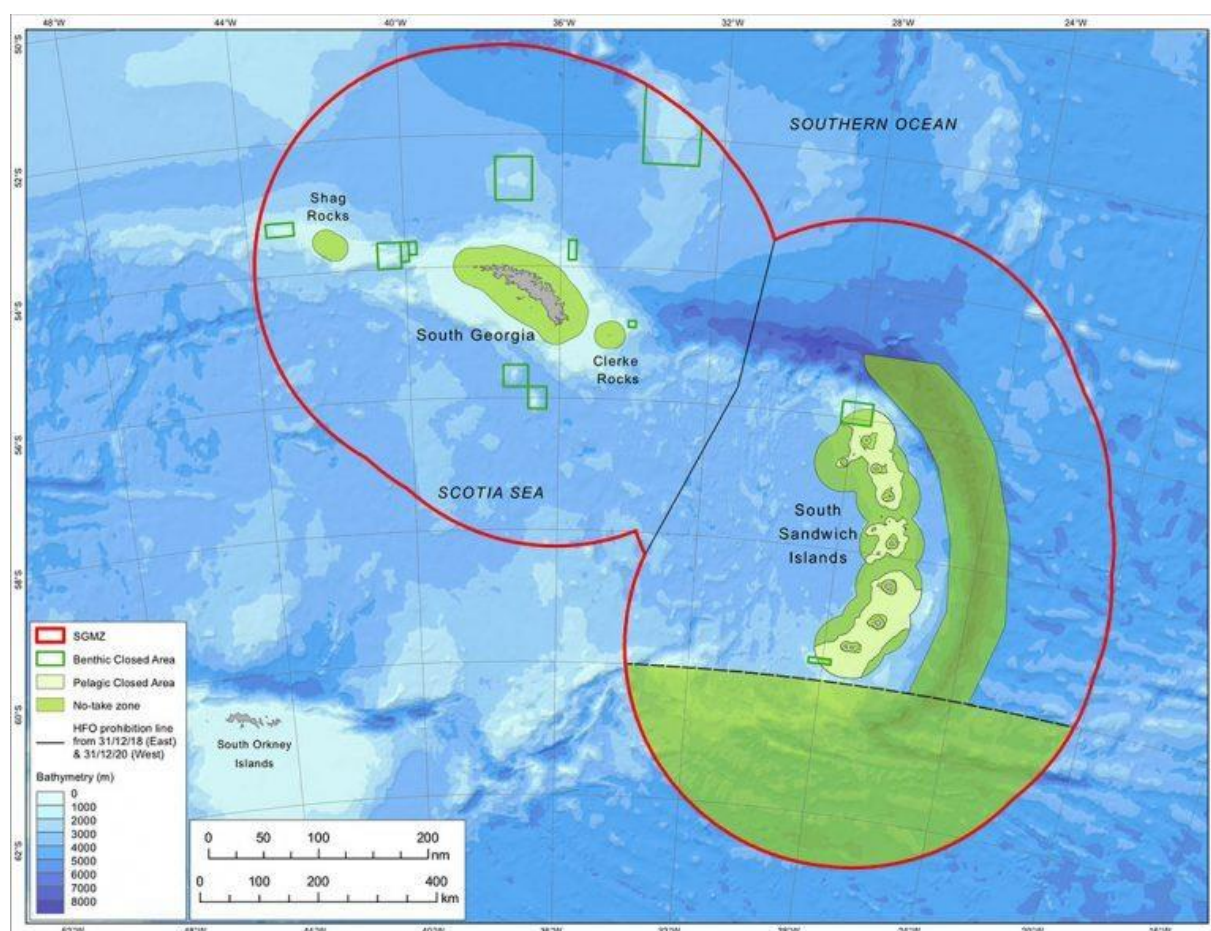 48°W 44°W 40°W 36°W 32°W 28°W 24°W
50°S
52°S
54°S
56°S
58°S
60°S
62°S
SOUTHERN OCEAN
Shag
Rocks
South Georgia
Clerke
Rocks
SCOTIA SEA
South
Sandwich
Islands
South Orkney
Islands
SGMZ
Benthic Closed Area
Pelagic Closed Area
No-take zone
HFO prohibition line
from 31/12/18 (East)
& 31/12/20 (West)
Bathymetry (m)
0
1000
2000
3000
4000
5000
6000
7000
8000
0 50 100 200
nm
0 100 200 400
km